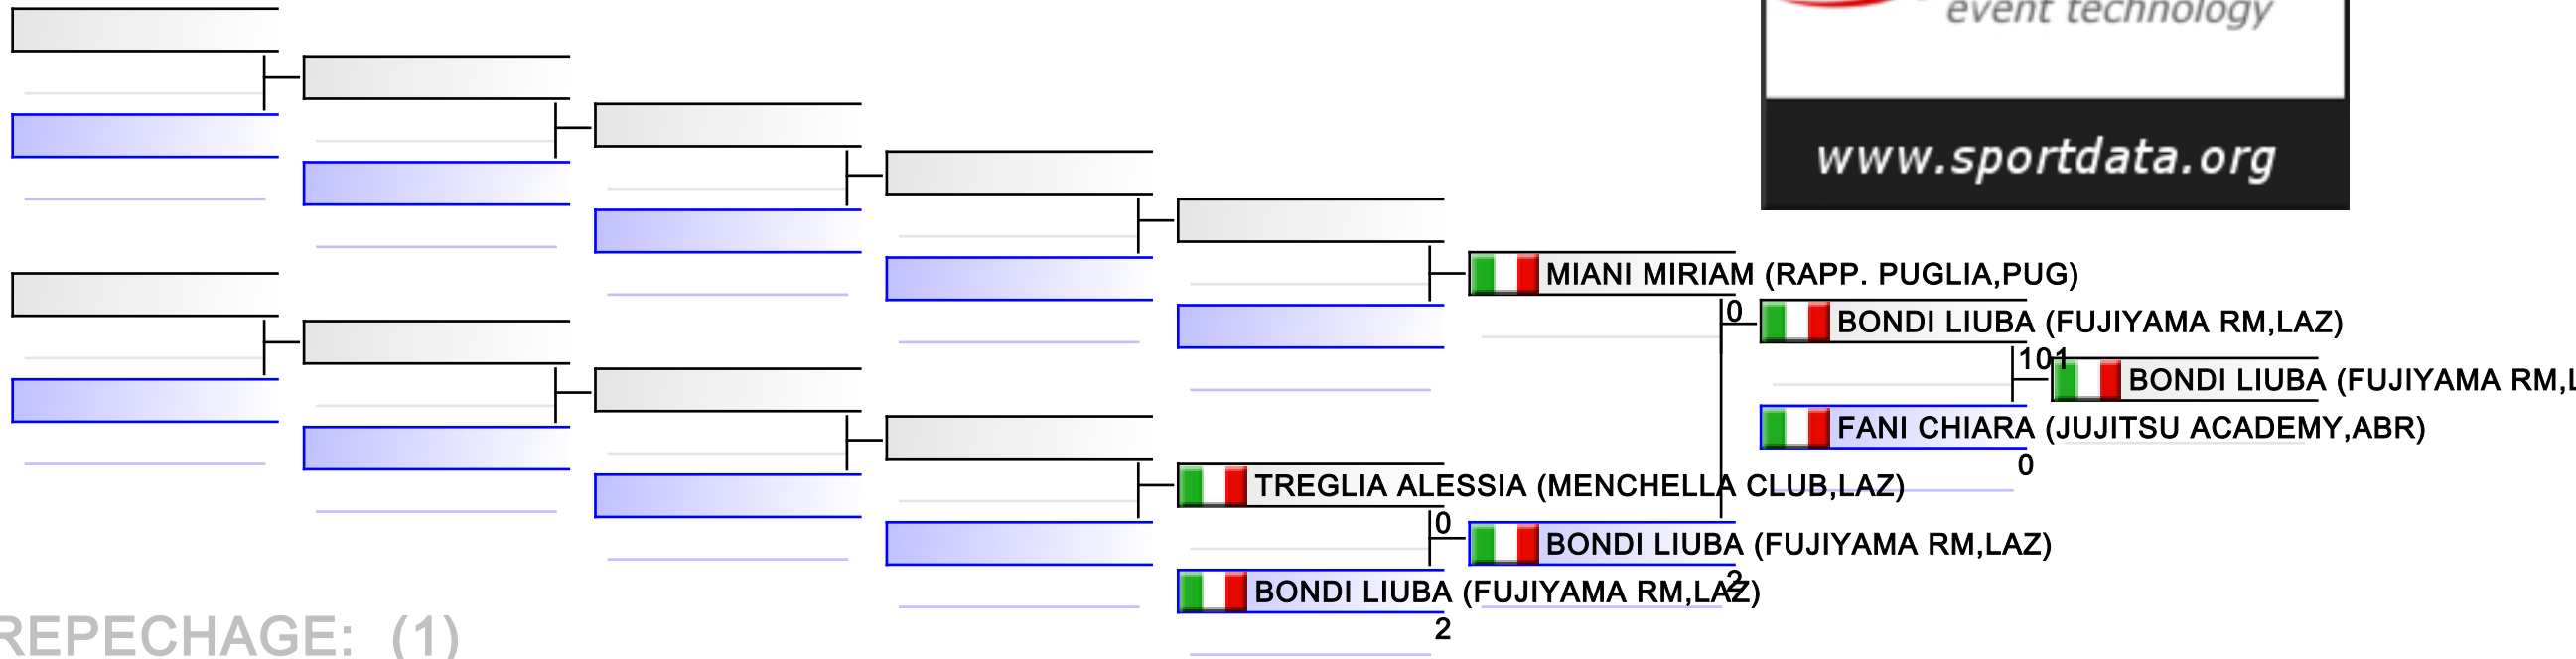 event technology
www.sportdata.org
MIANI MIRIAM (RAPP. PUGLIA,PUG)
0
BONDI LIUBA (FUJIYAMA RM,LAZ)
101
BONDI LIUBA (FUJIYAMA RM,L
FANI CHIARA (JUJITSU ACADEMY,ABR)
0
TREGLIA ALESSIA (MENCHELLA CLUB,LAZ)
0
BONDI LIUBA (FUJIYAMA RM,LAZ)
2
BONDI LIUBA (FUJIYAMA RM,LAZ)
2
REPECHAGE: (1)